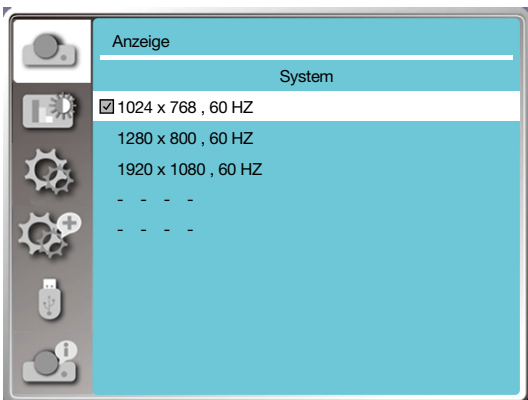 Anzeige
System
1024 x 768 , 60 HZ
1280 x 800 , 60 HZ
1920 x 1080 , 60 HZ
- - - -
- - - -